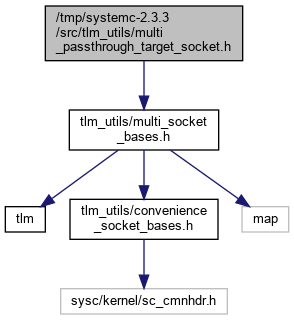 /tmp/systemc-2.3.3
/src/tlm_utils/multi
_passthrough_target_socket.h
tlm_utils/multi_socket
_bases.h
tlm
tlm_utils/convenience
_socket_bases.h
map
sysc/kernel/sc_cmnhdr.h